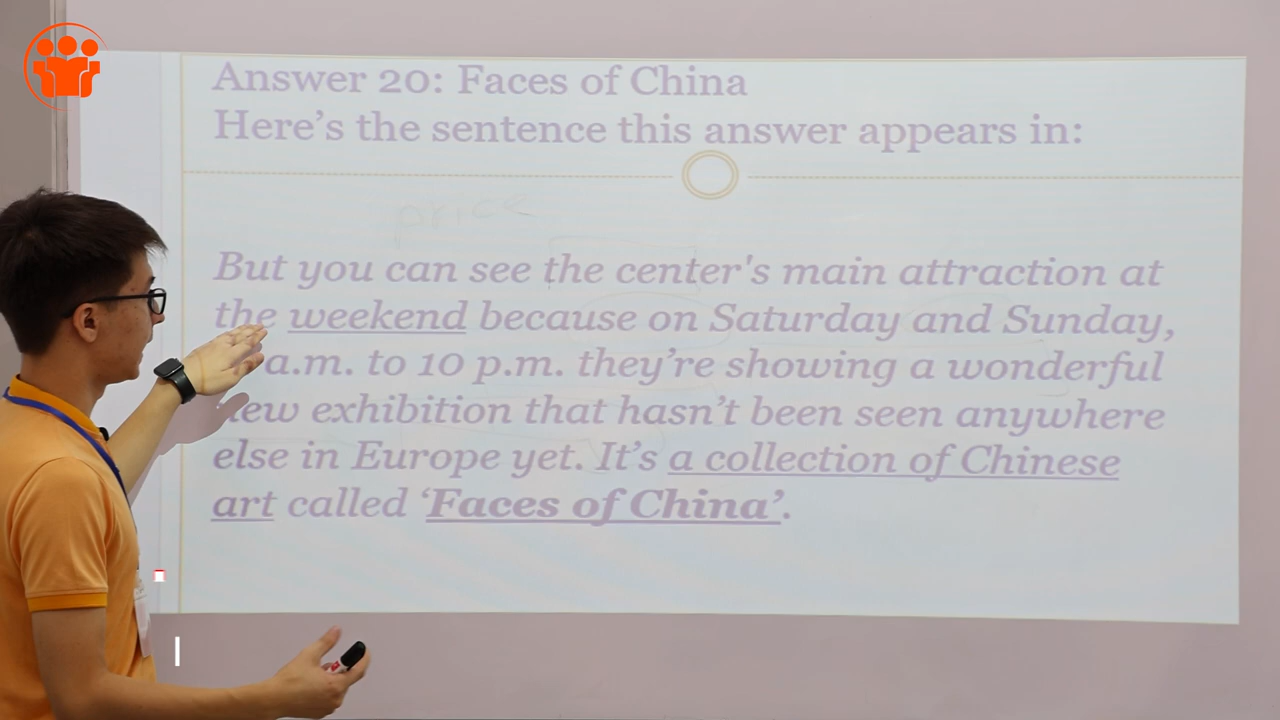 Answer 20: Faces of China
Here's the sentence this answer appears in:
price
But you can see the center's main attraction at
the weekend because on Saturday and Sunday,
a.m. to 10 p.m. they're showing a wonderful
exhibition that hasn't been seen anywhere
else in Europe yet. It's a collection of Chinese
art called ‘Faces of China’.